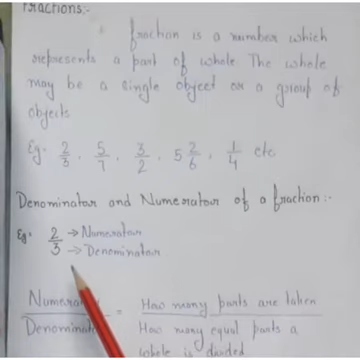 fractions:-
fraction is a number which
represents a part of whole The whole
may be a single object or a group of
objects
Eg:- 2/3, 5/7, 3/2, 5 2/6, 1/4 etc
Denominator and Numerator of a fraction:-
Eg:- 2 → Numerator
3 → Denominator
Numera
Denominat
= How many parts are taken
How many equal parts a
whole is divided